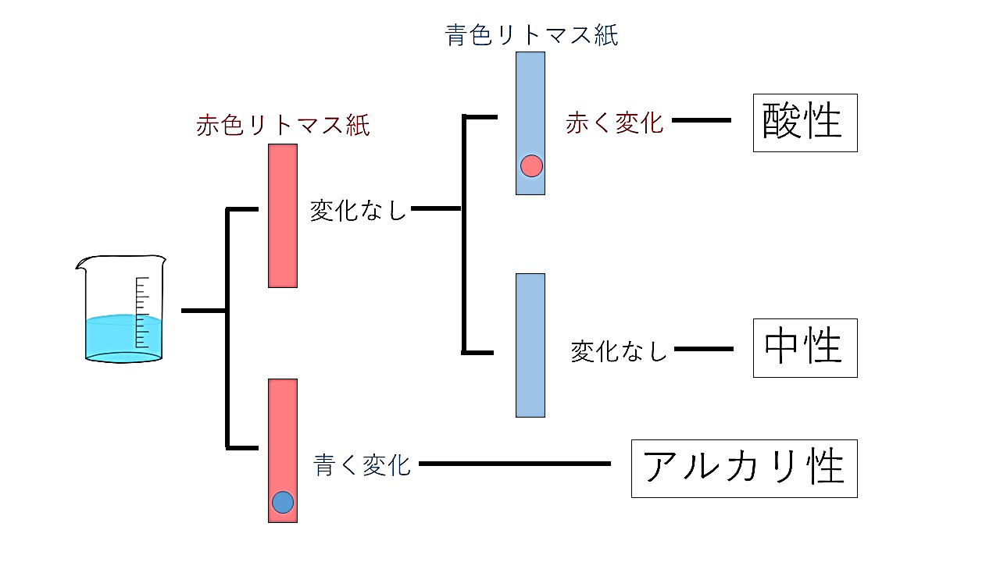 青色リトマス紙
赤く変化
酸性
赤色リトマス紙
変化なし
変化なし
中性
青く変化
アルカリ性